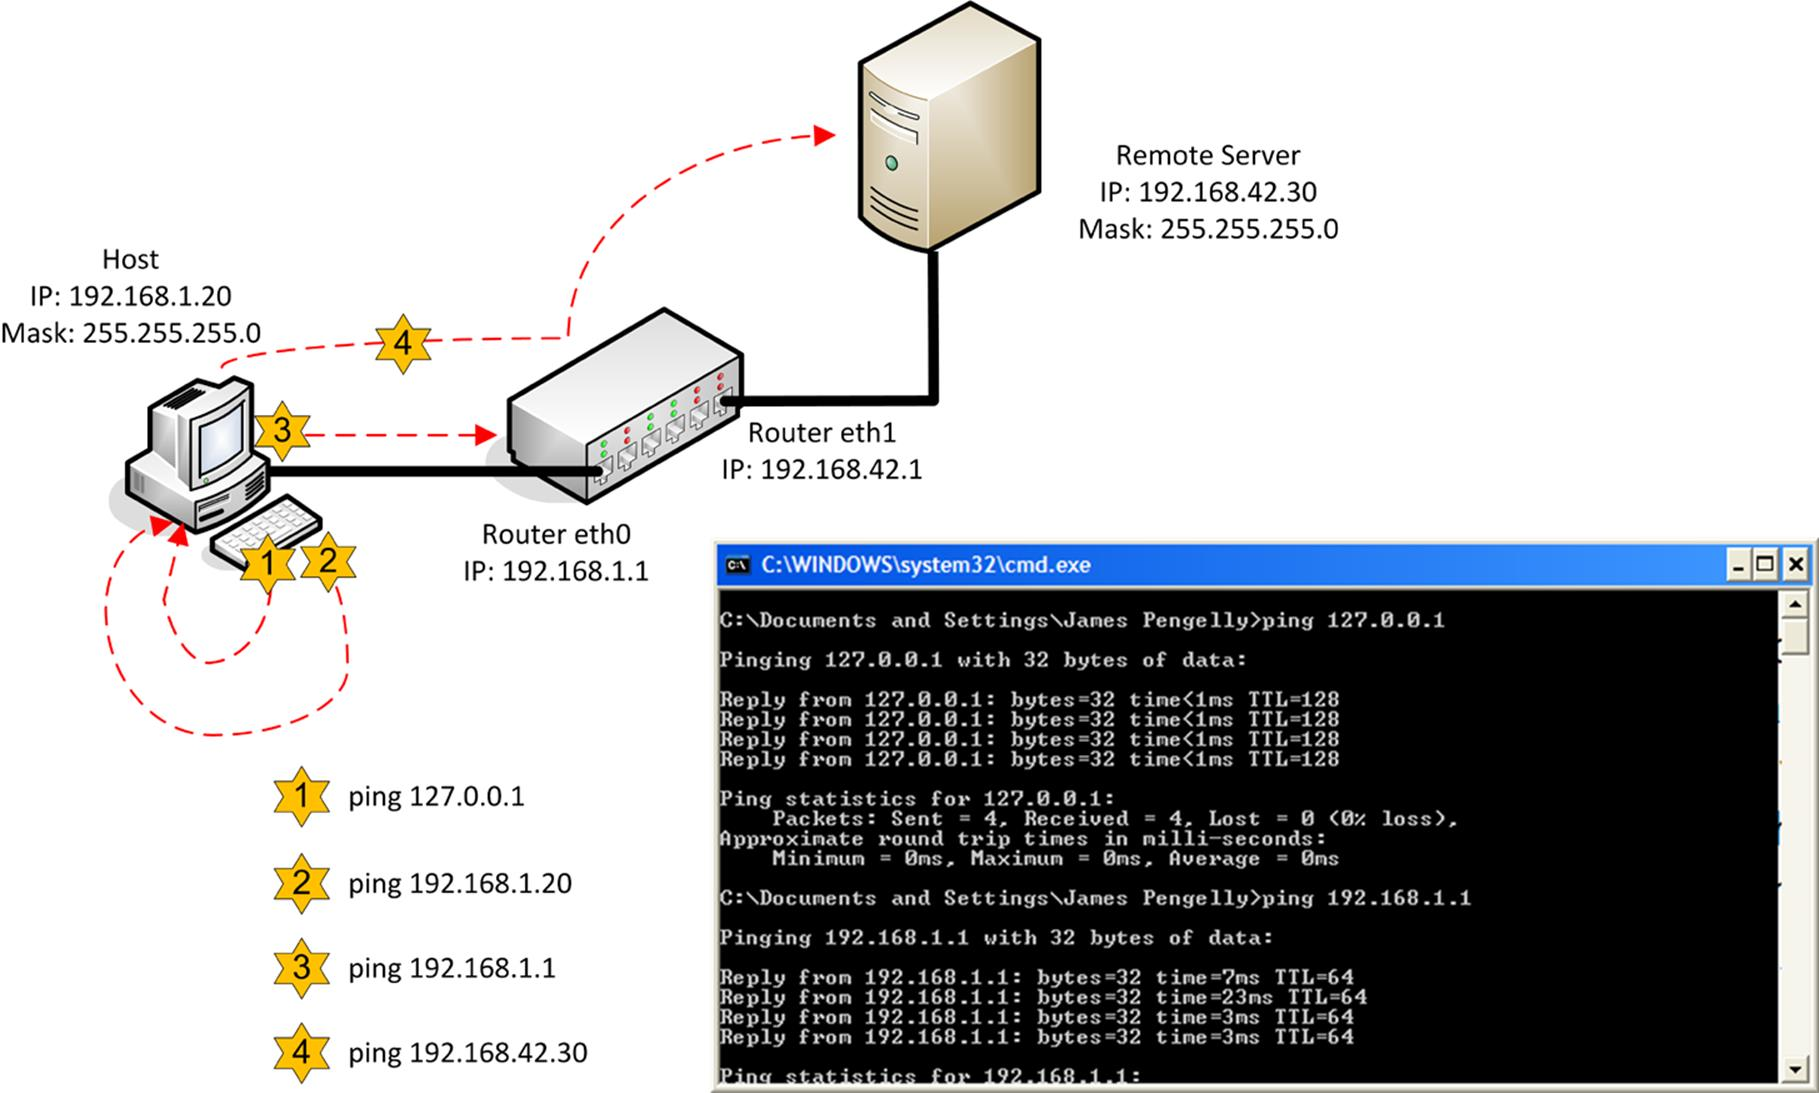 Remote Server
IP: 192.168.42.30
Mask: 255.255.255.0
Host
IP: 192.168.1.20
Mask: 255.255.255.0
4
3
Router eth1
IP: 192.168.42.1
Router eth0
IP: 192.168.1.1
1
2
1 ping 127.0.0.1
2 ping 192.168.1.20
3 ping 192.168.1.1
4 ping 192.168.42.30
C:\WINDOWS\system32\cmd.exe
C:\Documents and Settings\James Pengelly>ping 127.0.0.1
Pinging 127.0.0.1 with 32 bytes of data:
Reply from 127.0.0.1: bytes=32 time<1ms TTL=128
Reply from 127.0.0.1: bytes=32 time<1ms TTL=128
Reply from 127.0.0.1: bytes=32 time<1ms TTL=128
Reply from 127.0.0.1: bytes=32 time<1ms TTL=128
Ping statistics for 127.0.0.1:
Packets: Sent = 4, Received = 4, Lost = 0 (0% loss),
Approximate round trip times in milli-seconds:
Minimum = 0ms, Maximum = 0ms, Average = 0ms
C:\Documents and Settings\James Pengelly>ping 192.168.1.1
Pinging 192.168.1.1 with 32 bytes of data:
Reply from 192.168.1.1: bytes=32 time=7ms TTL=64
Reply from 192.168.1.1: bytes=32 time=23ms TTL=64
Reply from 192.168.1.1: bytes=32 time=3ms TTL=64
Reply from 192.168.1.1: bytes=32 time=3ms TTL=64
Ping statistics for 192.168.1.1: